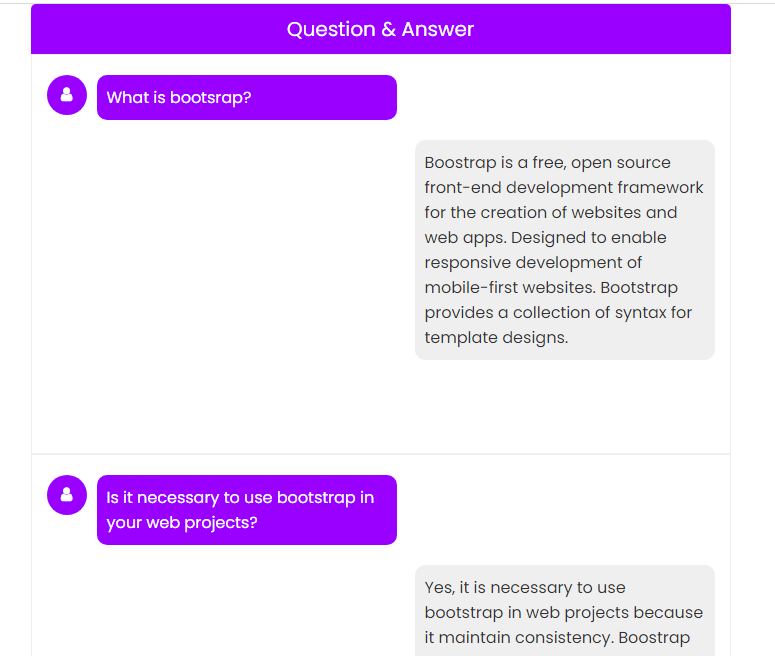 Question & Answer
What is bootsrap?
Boostrap is a free, open source
front-end development framework
for the creation of websites and
web apps. Designed to enable
responsive development of
mobile-first websites. Bootstrap
provides a collection of syntax for
template designs.
Is it necessary to use bootstrap in
your web projects?
Yes, it is necessary to use
bootstrap in web projects because
it maintain consistency. Boostrap